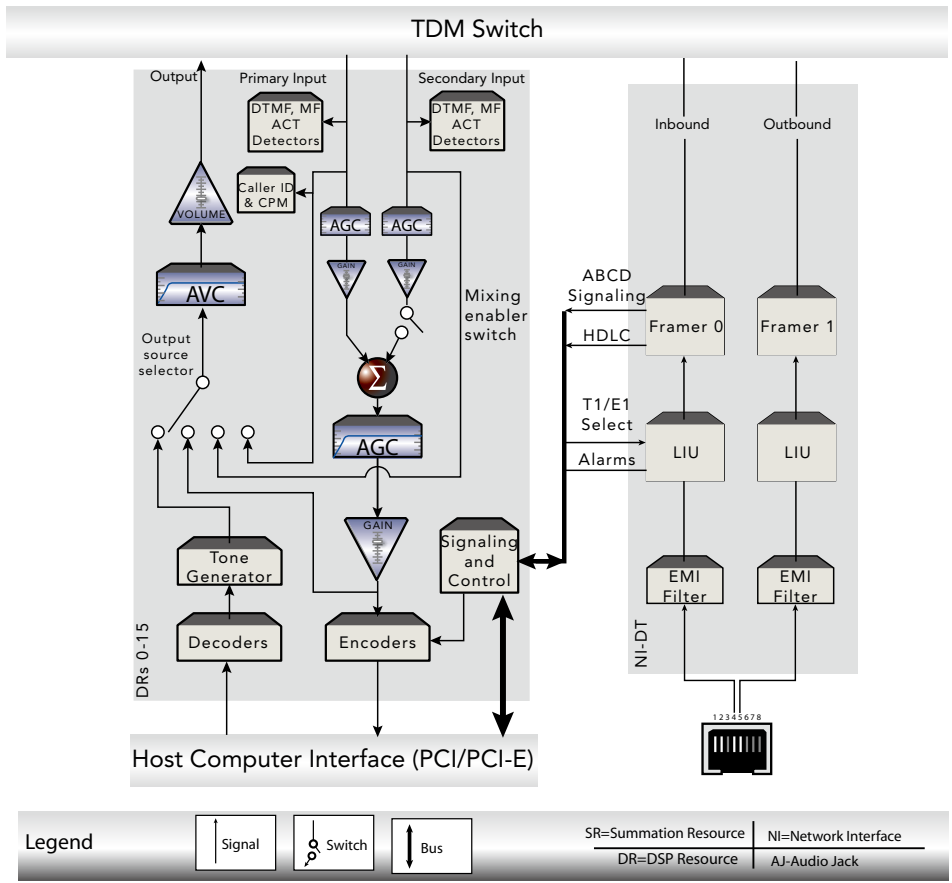 TDM Switch
Output
Primary Input
Secondary Input
DTMF, MF
ACT
Detectors
DTMF, MF
ACT
Detectors
Caller ID
& CPM
VOLUME
AGC
AGC
GAIN
GAIN
AVC
Mixing
enabler
switch
Output
source
selector
Σ
AGC
GAIN
Tone
Generator
Signaling
and
Control
Decoders
Encoders
DRs 0-15
Inbound
Outbound
ABCD
Signaling
HDLC
Framer 0
Framer 1
T1/E1
Select
Alarms
LIU
LIU
EMI
Filter
EMI
Filter
NI-DT
12345678
Host Computer Interface (PCI/PCI-E)
Legend
Signal
Switch
Bus
SR=Summation Resource
NI=Network Interface
DR=DSP Resource
AJ-Audio Jack